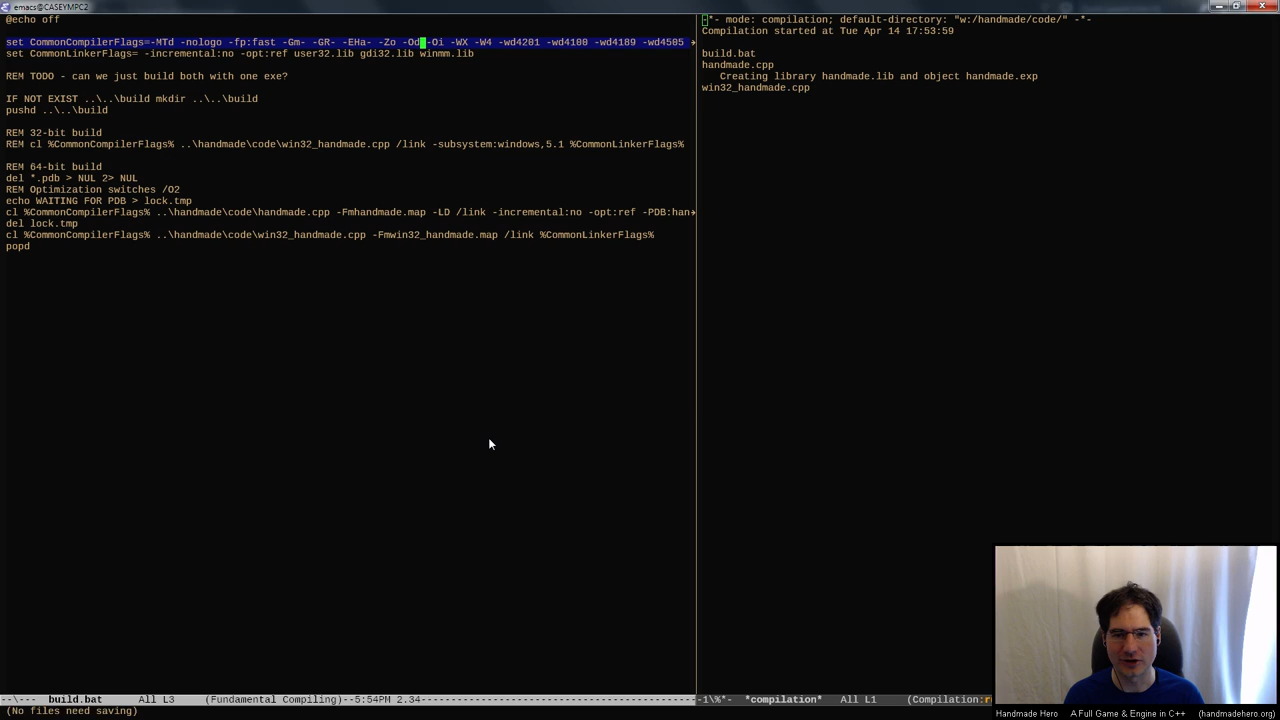 emacs@CASEYMPC2
@echo off
set CommonCompilerFlags=-MTd -nologo -fp:fast -Gm- -GR- -EHa- -Zo -Od -Oi -WX -W4 -wd4201 -wd4100 -wd4189 -wd4505
set CommonLinkerFlags= -incremental:no -opt:ref user32.lib gdi32.lib winmm.lib
REM TODO - can we just build both with one exe?
IF NOT EXIST ..\..\build mkdir ..\..\build
pushd ..\..\build
REM 32-bit build
REM cl %CommonCompilerFlags% ..\handmade\code\win32_handmade.cpp /link -subsystem:windows,5.1 %CommonLinkerFlags%
REM 64-bit build
del *.pdb > NUL 2> NUL
REM Optimization switches /O2
echo WAITING FOR PDB > lock.tmp
cl %CommonCompilerFlags% ..\handmade\code\handmade.cpp -Fmhandmade.map -LD /link -incremental:no -opt:ref -PDB:han
del lock.tmp
cl %CommonCompilerFlags% ..\handmade\code\win32_handmade.cpp -Fmwin32_handmade.map /link %CommonLinkerFlags%
popd
--\--- build.bat All L3 (Fundamental Compiling)--5:54PM 2.34
(No files need saving)
-*- mode: compilation; default-directory: "w:/handmade/code/" -*-
Compilation started at Tue Apr 14 17:53:59
build.bat
handmade.cpp
Creating library handmade.lib and object handmade.exp
win32_handmade.cpp
-1\%*- *compilation* All L1 (Compilation:
Handmade Hero A Full Game & Engine in C++ (handmadehero.org)